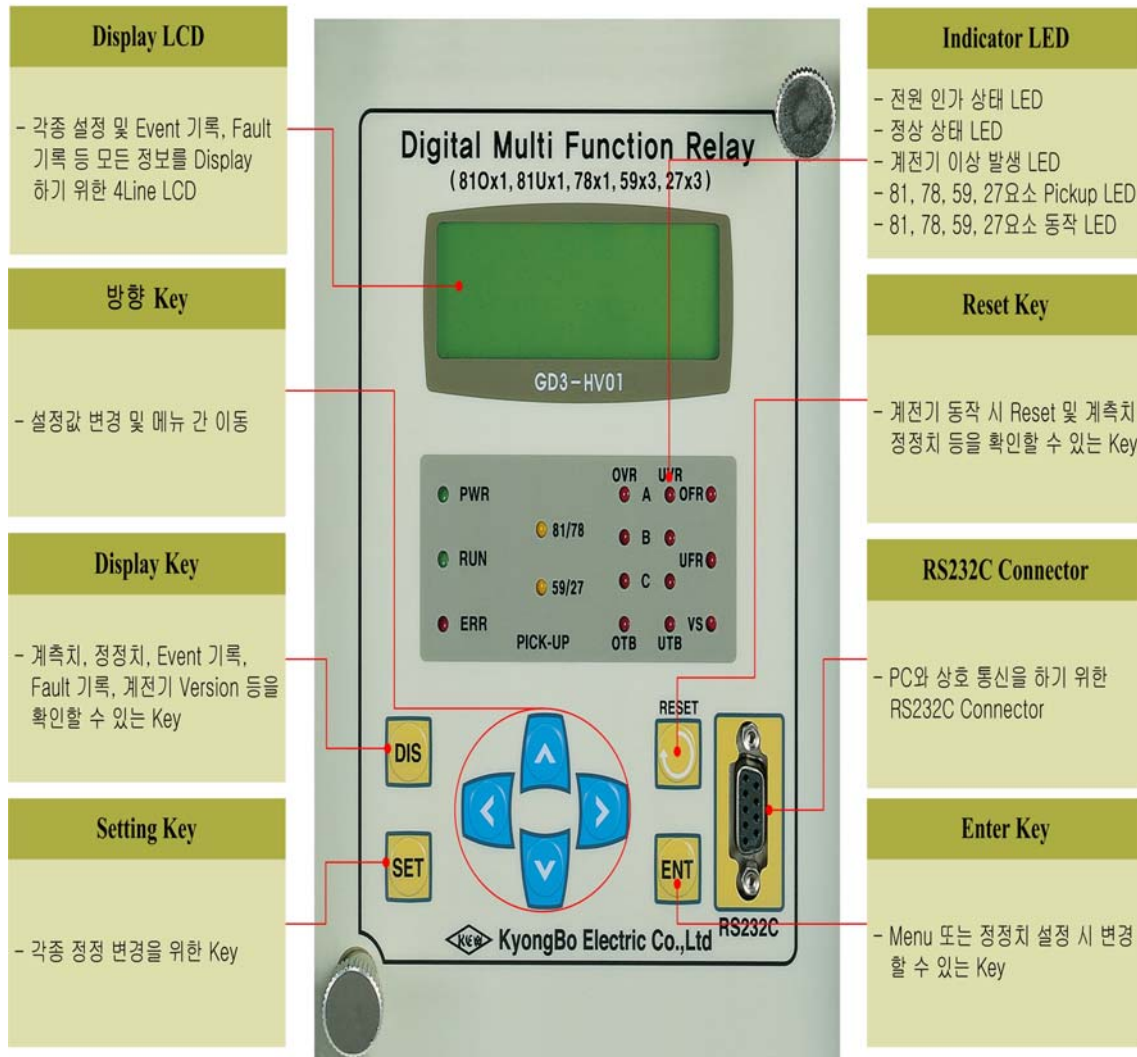 Display LCD
- 각종 설정 및 Event 기록, Fault
기록 등 모든 정보를 Display
하기 위한 4Line LCD
방향 Key
- 설정값 변경 및 메뉴 간 이동
Display Key
- 계측치, 정정치, Event 기록,
Fault 기록, 계전기 Version 등을
확인할 수 있는 Key
Setting Key
- 각종 정정 변경을 위한 Key
Digital Multi Function Relay
(81Ox1, 81Ux1, 78x1, 59x3, 27x3)
GD3-HV01
OVR UVR
PWR A OFR
81/78 B
RUN UFR
59/27 C
ERR VS
PICK-UP OTB UTB
RESET
DIS
SET
ENT
RS232C
KEW KyongBo Electric Co.,Ltd
Indicator LED
- 전원 인가 상태 LED
- 정상 상태 LED
- 계전기 이상 발생 LED
- 81, 78, 59, 27요소 Pickup LED
- 81, 78, 59, 27요소 동작 LED
Reset Key
- 계전기 동작 시 Reset 및 계측치
정정치 등을 확인할 수 있는 Key
RS232C Connector
- PC와 상호 통신을 하기 위한
RS232C Connector
Enter Key
- Menu 또는 정정치 설정 시 변경
할 수 있는 Key